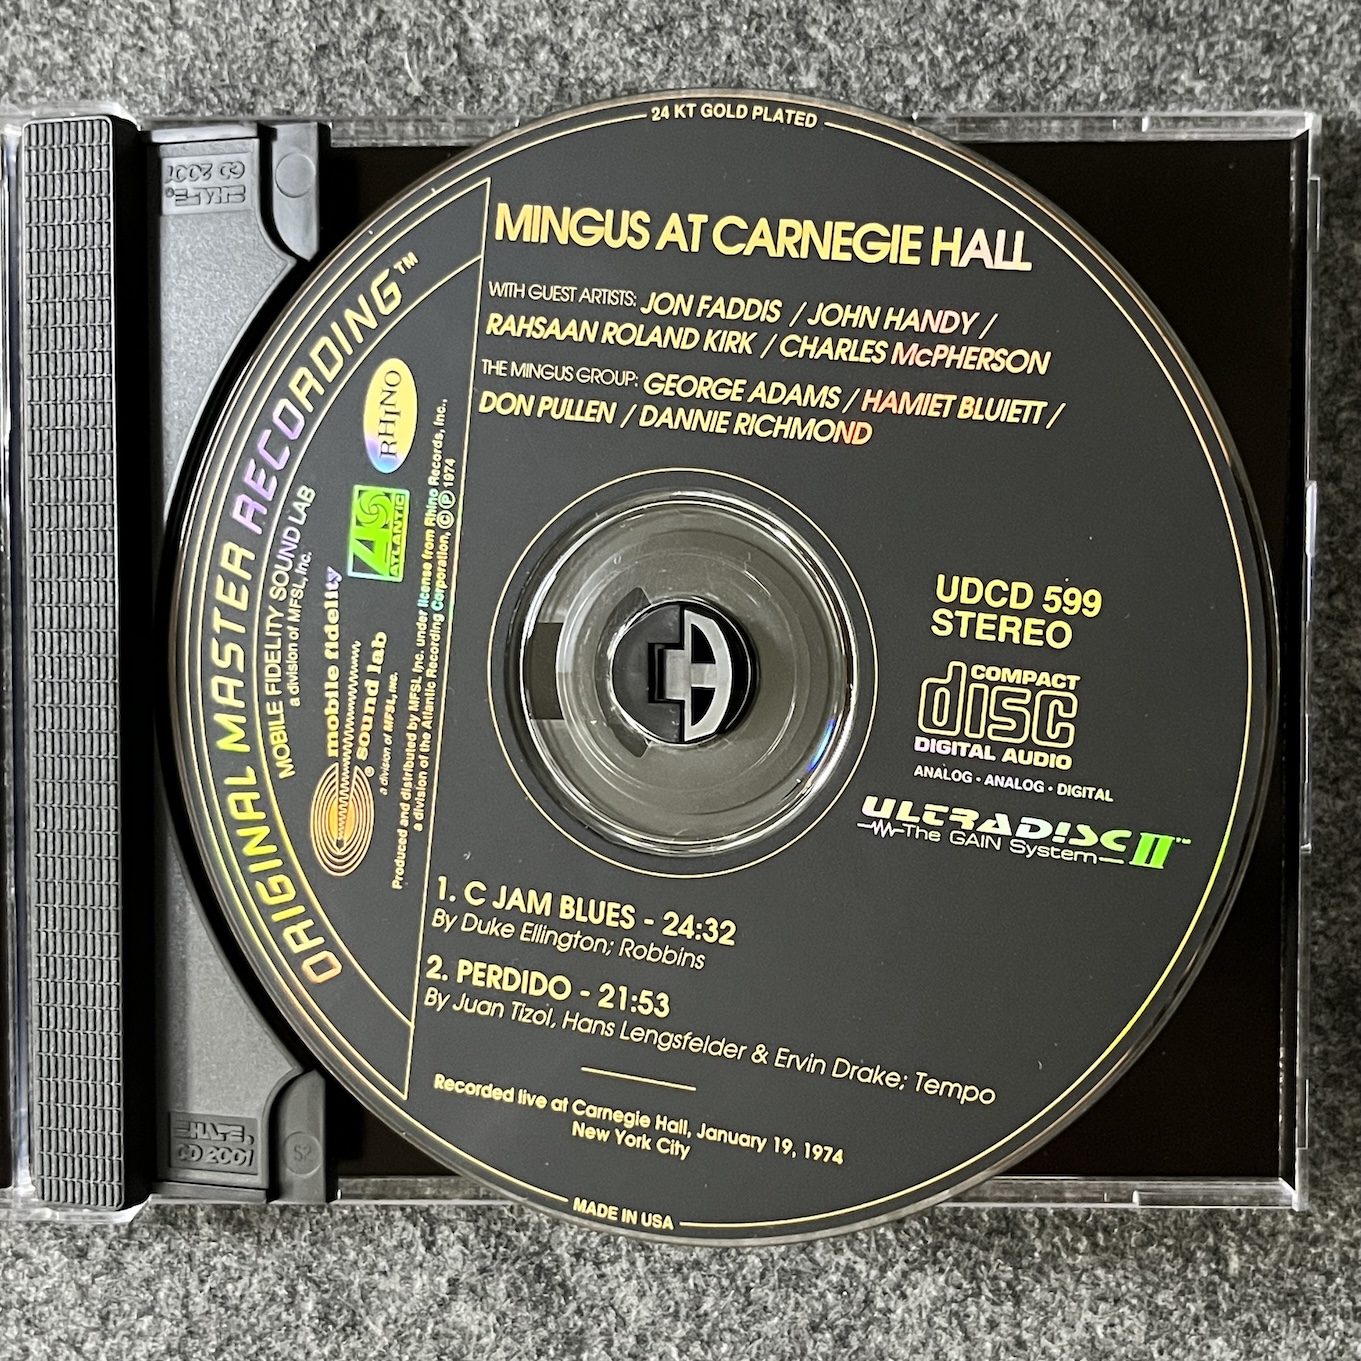 24 KT GOLD PLATED
MINGUS AT CARNEGIE HALL
WITH GUEST ARTISTS: JON FADDIS / JOHN HANDY /
RAHSAAN ROLAND KIRK / CHARLES McPHERSON
THE MINGUS GROUP: GEORGE ADAMS / HAMIET BLUIETT /
DON PULLEN / DANNIE RICHMOND
ORIGINAL MASTER RECORDING™
MOBILE FIDELITY SOUND LAB
a division of MFSL, Inc.
mobile fidelity
sound lab ®
a division of MFSL, Inc.
ATLANTIC
RHINO
Produced and distributed by MFSL Inc. under license from Rhino Records, Inc.,
a division of the Atlantic Recording Corporation, © ℗ 1974
UDCD 599
STEREO
COMPACT
disc
DIGITAL AUDIO
ANALOG · ANALOG · DIGITAL
ULTRADISC II™
The GAIN System
1. C JAM BLUES - 24:32
By Duke Ellington; Robbins
2. PERDIDO - 21:53
By Juan Tizol, Hans Lengsfelder & Ervin Drake; Tempo
Recorded live at Carnegie Hall, January 19, 1974
New York City
MADE IN USA
SHAPE®
CD 2001
SHAPE®
CD 2001
S2